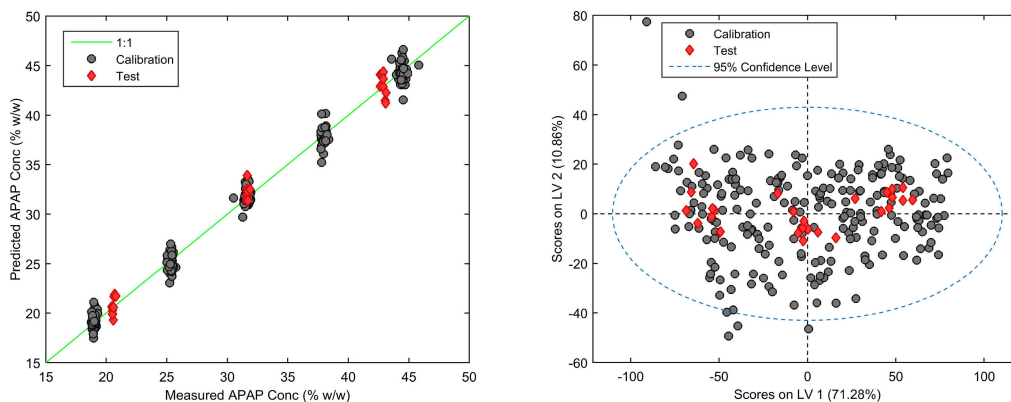 50
45
40
35
30
25
20
15
Predicted APAP Conc (% w/w)
1:1
Calibration
Test
15 20 25 30 35 40 45 50
Measured APAP Conc (% w/w)
80
60
40
20
0
-20
-40
-60
Scores on LV 2 (10.86%)
Calibration
Test
95% Confidence Level
-100 -50 0 50 100
Scores on LV 1 (71.28%)